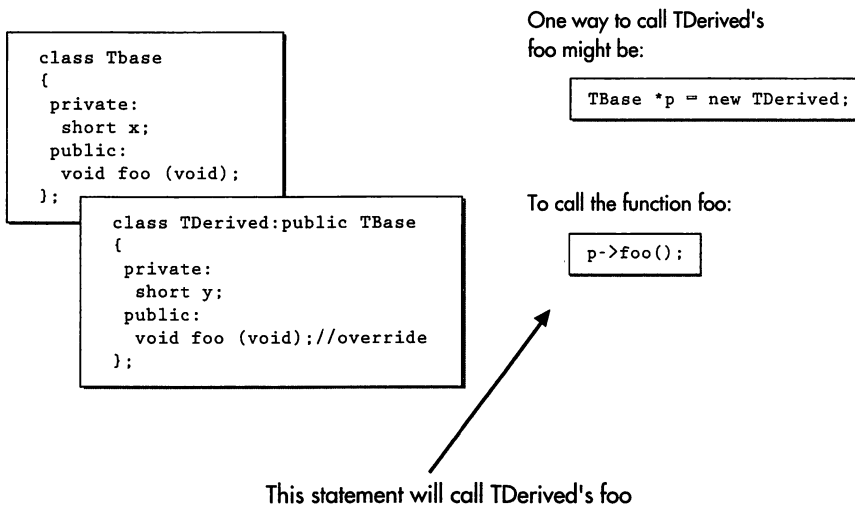 class Tbase
{
private:
short x;
public:
void foo (void);
};
class TDerived:public TBase
{
private:
short y;
public:
void foo (void);//override
};
One way to call TDerived's
foo might be:
TBase *p = new TDerived;
To call the function foo:
p->foo();
This statement will call TDerived's foo